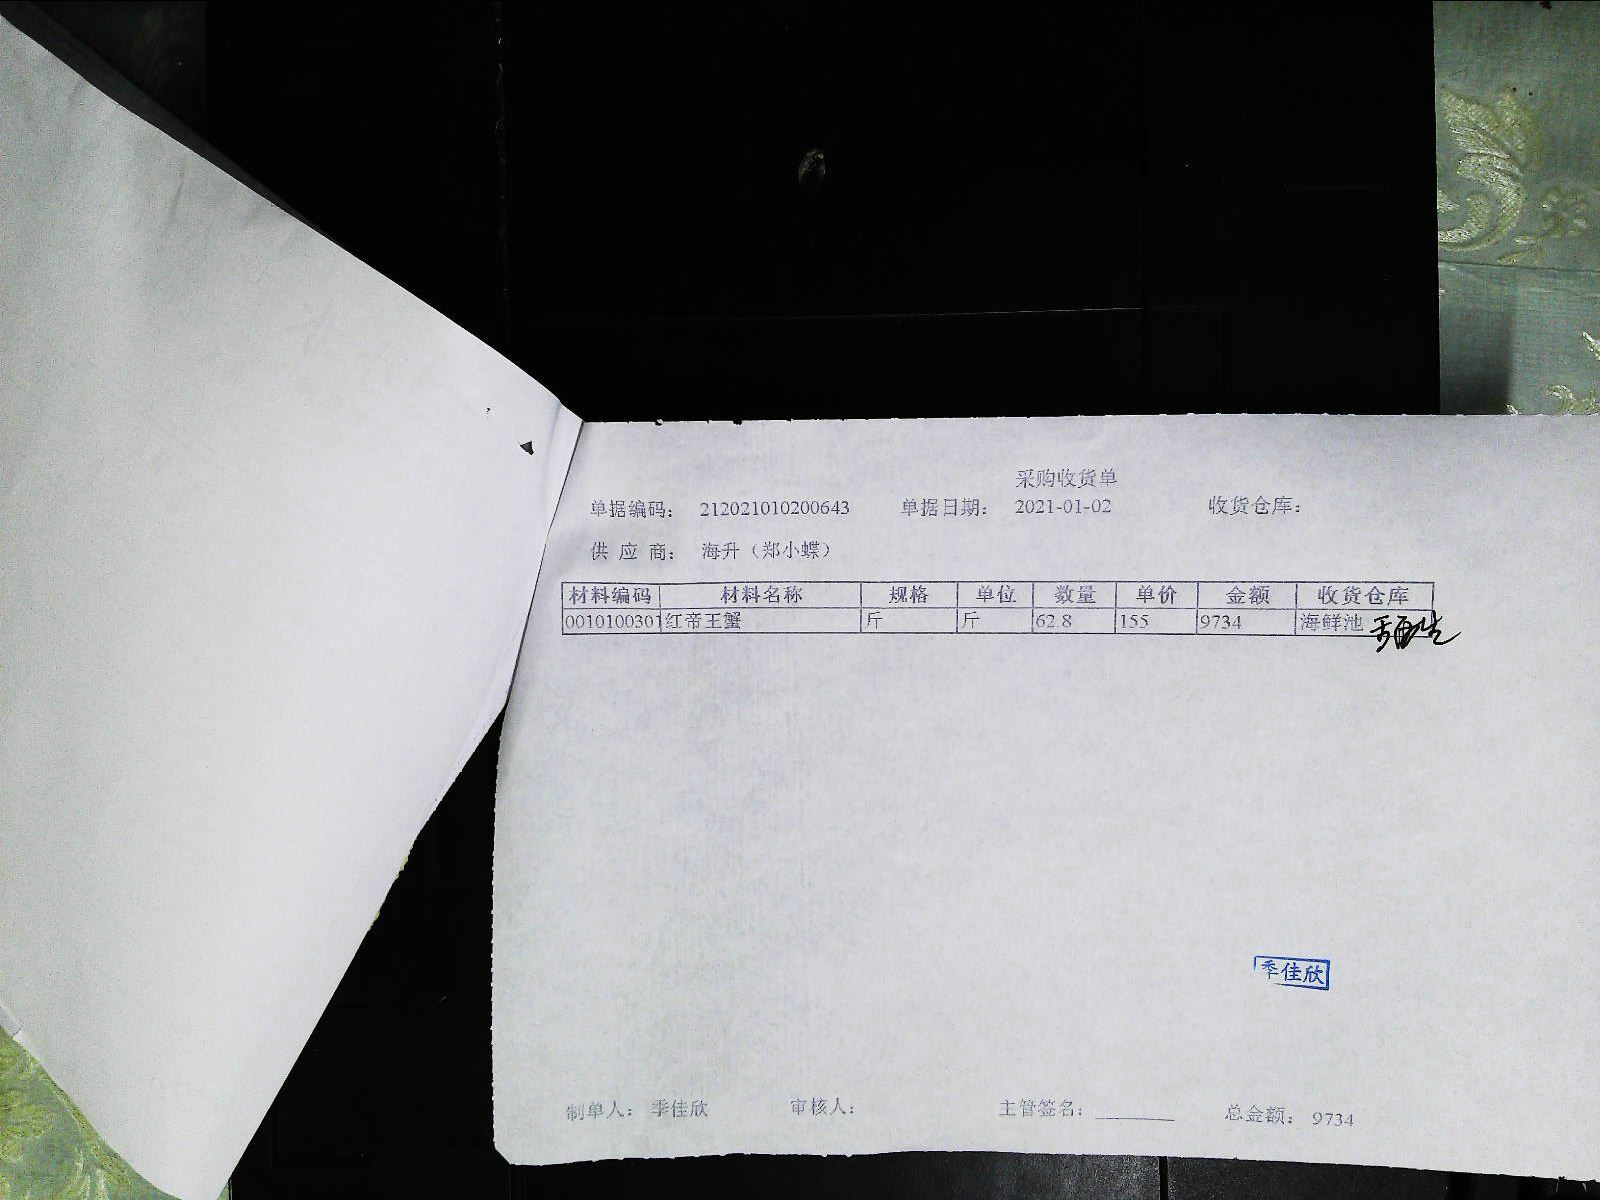 采购收货单
单据编码： 212021010200643 单据日期： 2021-01-02 收货仓库：
供 应 商： 海升（郑小蝶）
材料编码 材料名称 规格 单位 数量 单价 金额 收货仓库
0010100301 红帝王蟹 斤 斤 62.8 155 9734 海鲜池
季佳欣
制单人： 季佳欣 审核人： 主管签名： 总金额： 9734